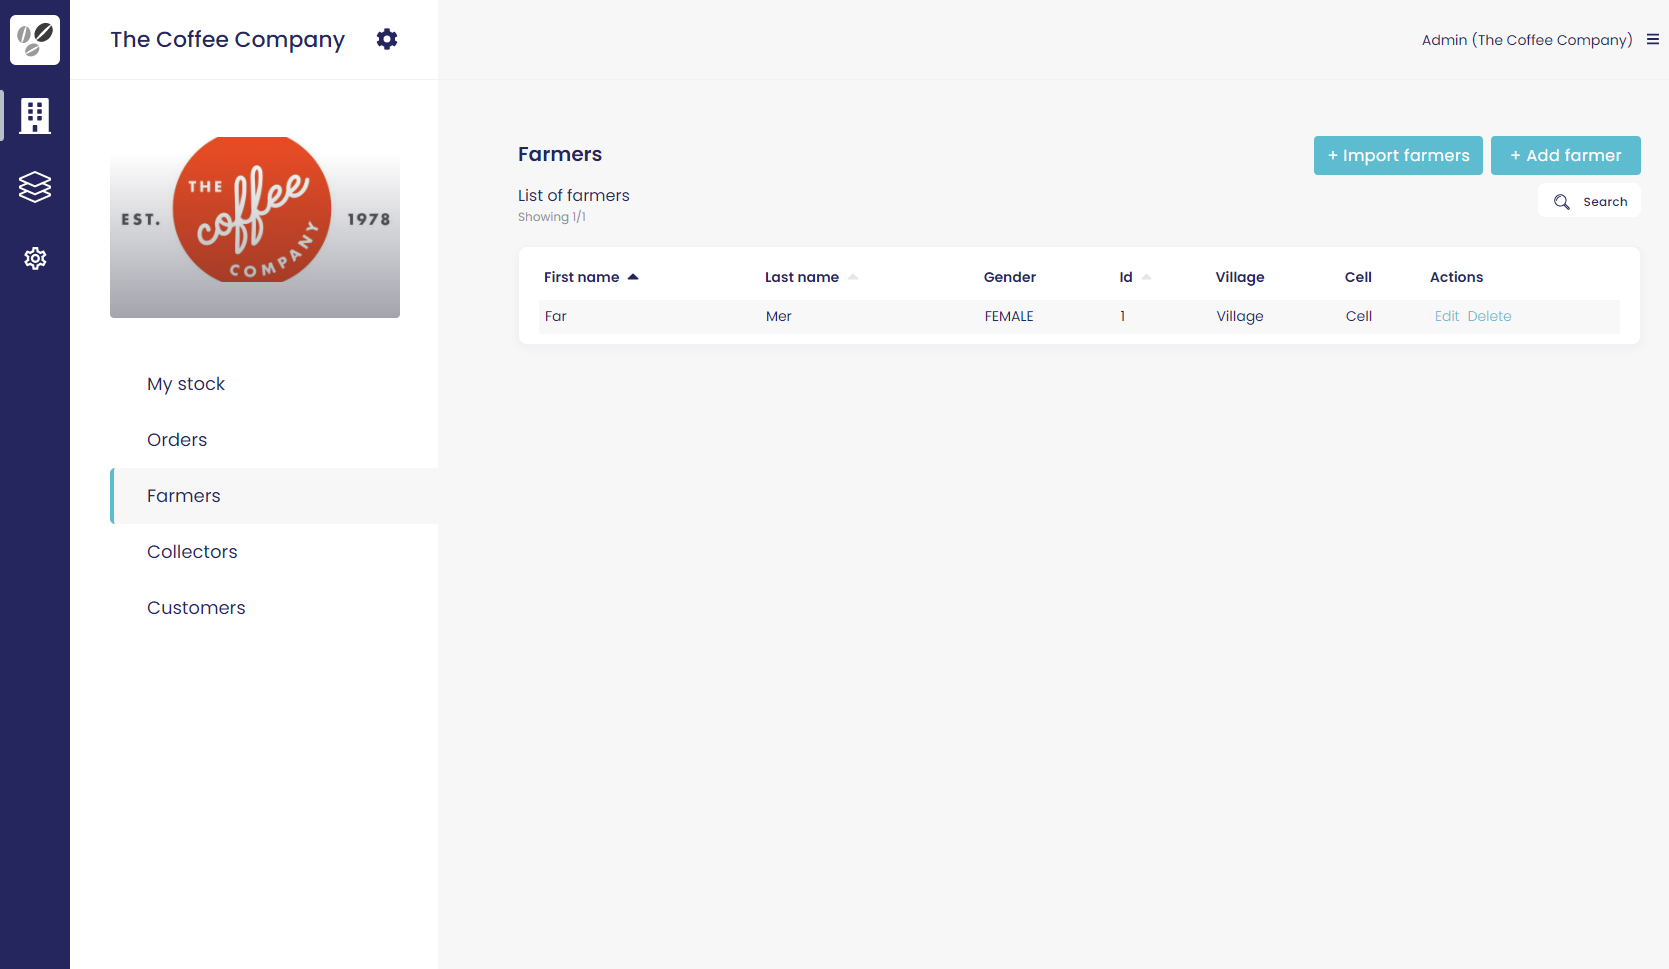 The Coffee Company
Admin (The Coffee Company)
EST.
THE
coffee
COMPANY
1978
My stock
Orders
Farmers
Collectors
Customers
Farmers
+ Import farmers
+ Add farmer
List of farmers
Showing 1/1
Search
First name Last name Gender Id Village Cell Actions
Far Mer FEMALE 1 Village Cell Edit Delete